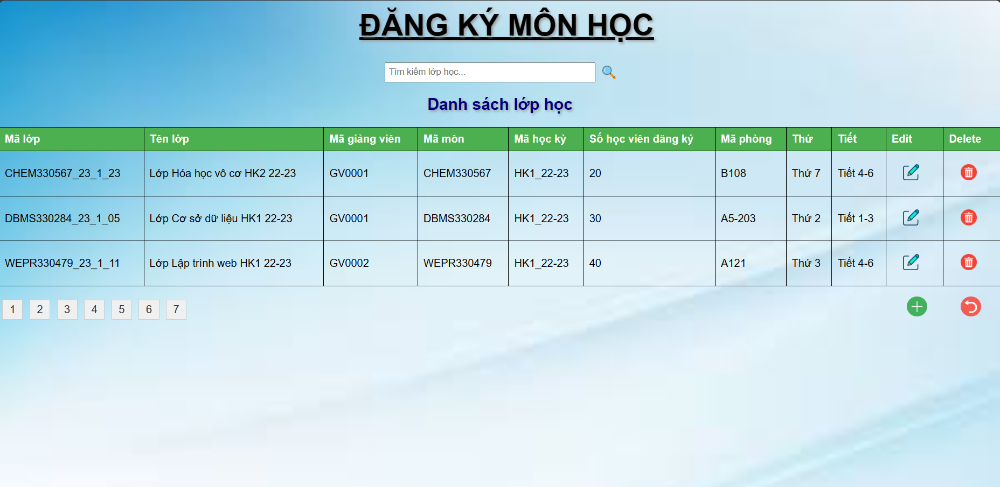 ĐĂNG KÝ MÔN HỌC
Tìm kiếm lớp học...
Danh sách lớp học
Mã lớp Tên lớp Mã giảng viên Mã môn Mã học kỳ Số học viên đăng ký Mã phòng Thứ Tiết Edit Delete
CHEM330567_23_1_23 Lớp Hóa học vô cơ HK2 22-23 GV0001 CHEM330567 HK1_22-23 20 B108 Thứ 7 Tiết 4-6
DBMS330284_23_1_05 Lớp Cơ sở dữ liệu HK1 22-23 GV0001 DBMS330284 HK1_22-23 30 A5-203 Thứ 2 Tiết 1-3
WEPR330479_23_1_11 Lớp Lập trình web HK1 22-23 GV0002 WEPR330479 HK1_22-23 40 A121 Thứ 3 Tiết 4-6
1 2 3 4 5 6 7